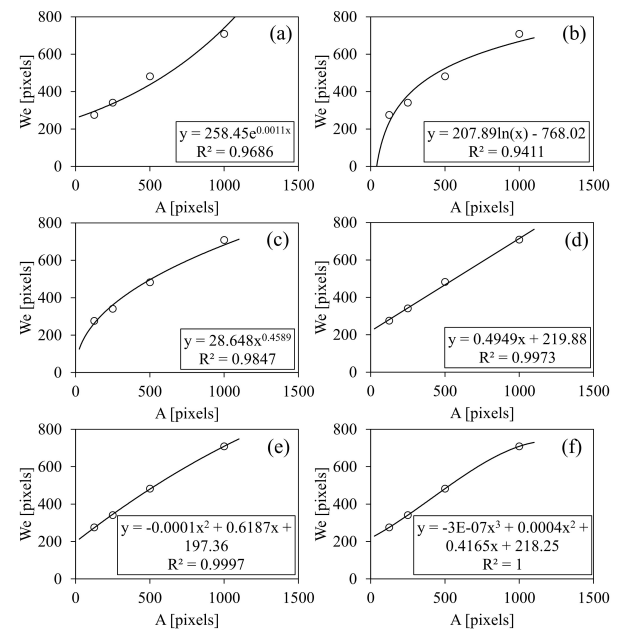 800
600
400
200
0
We [pixels]
(a)
y = 258.45e^0.0011x
R² = 0.9686
0 500 1000 1500
A [pixels]
800
600
400
200
0
We [pixels]
(b)
y = 207.89ln(x) - 768.02
R² = 0.9411
0 500 1000 1500
A [pixels]
800
600
400
200
0
We [pixels]
(c)
y = 28.648x^0.4589
R² = 0.9847
0 500 1000 1500
A [pixels]
800
600
400
200
0
We [pixels]
(d)
y = 0.4949x + 219.88
R² = 0.9973
0 500 1000 1500
A [pixels]
800
600
400
200
0
We [pixels]
(e)
y = -0.0001x² + 0.6187x +
197.36
R² = 0.9997
0 500 1000 1500
A [pixels]
800
600
400
200
0
We [pixels]
(f)
y = -3E-07x³ + 0.0004x² +
0.4165x + 218.25
R² = 1
0 500 1000 1500
A [pixels]